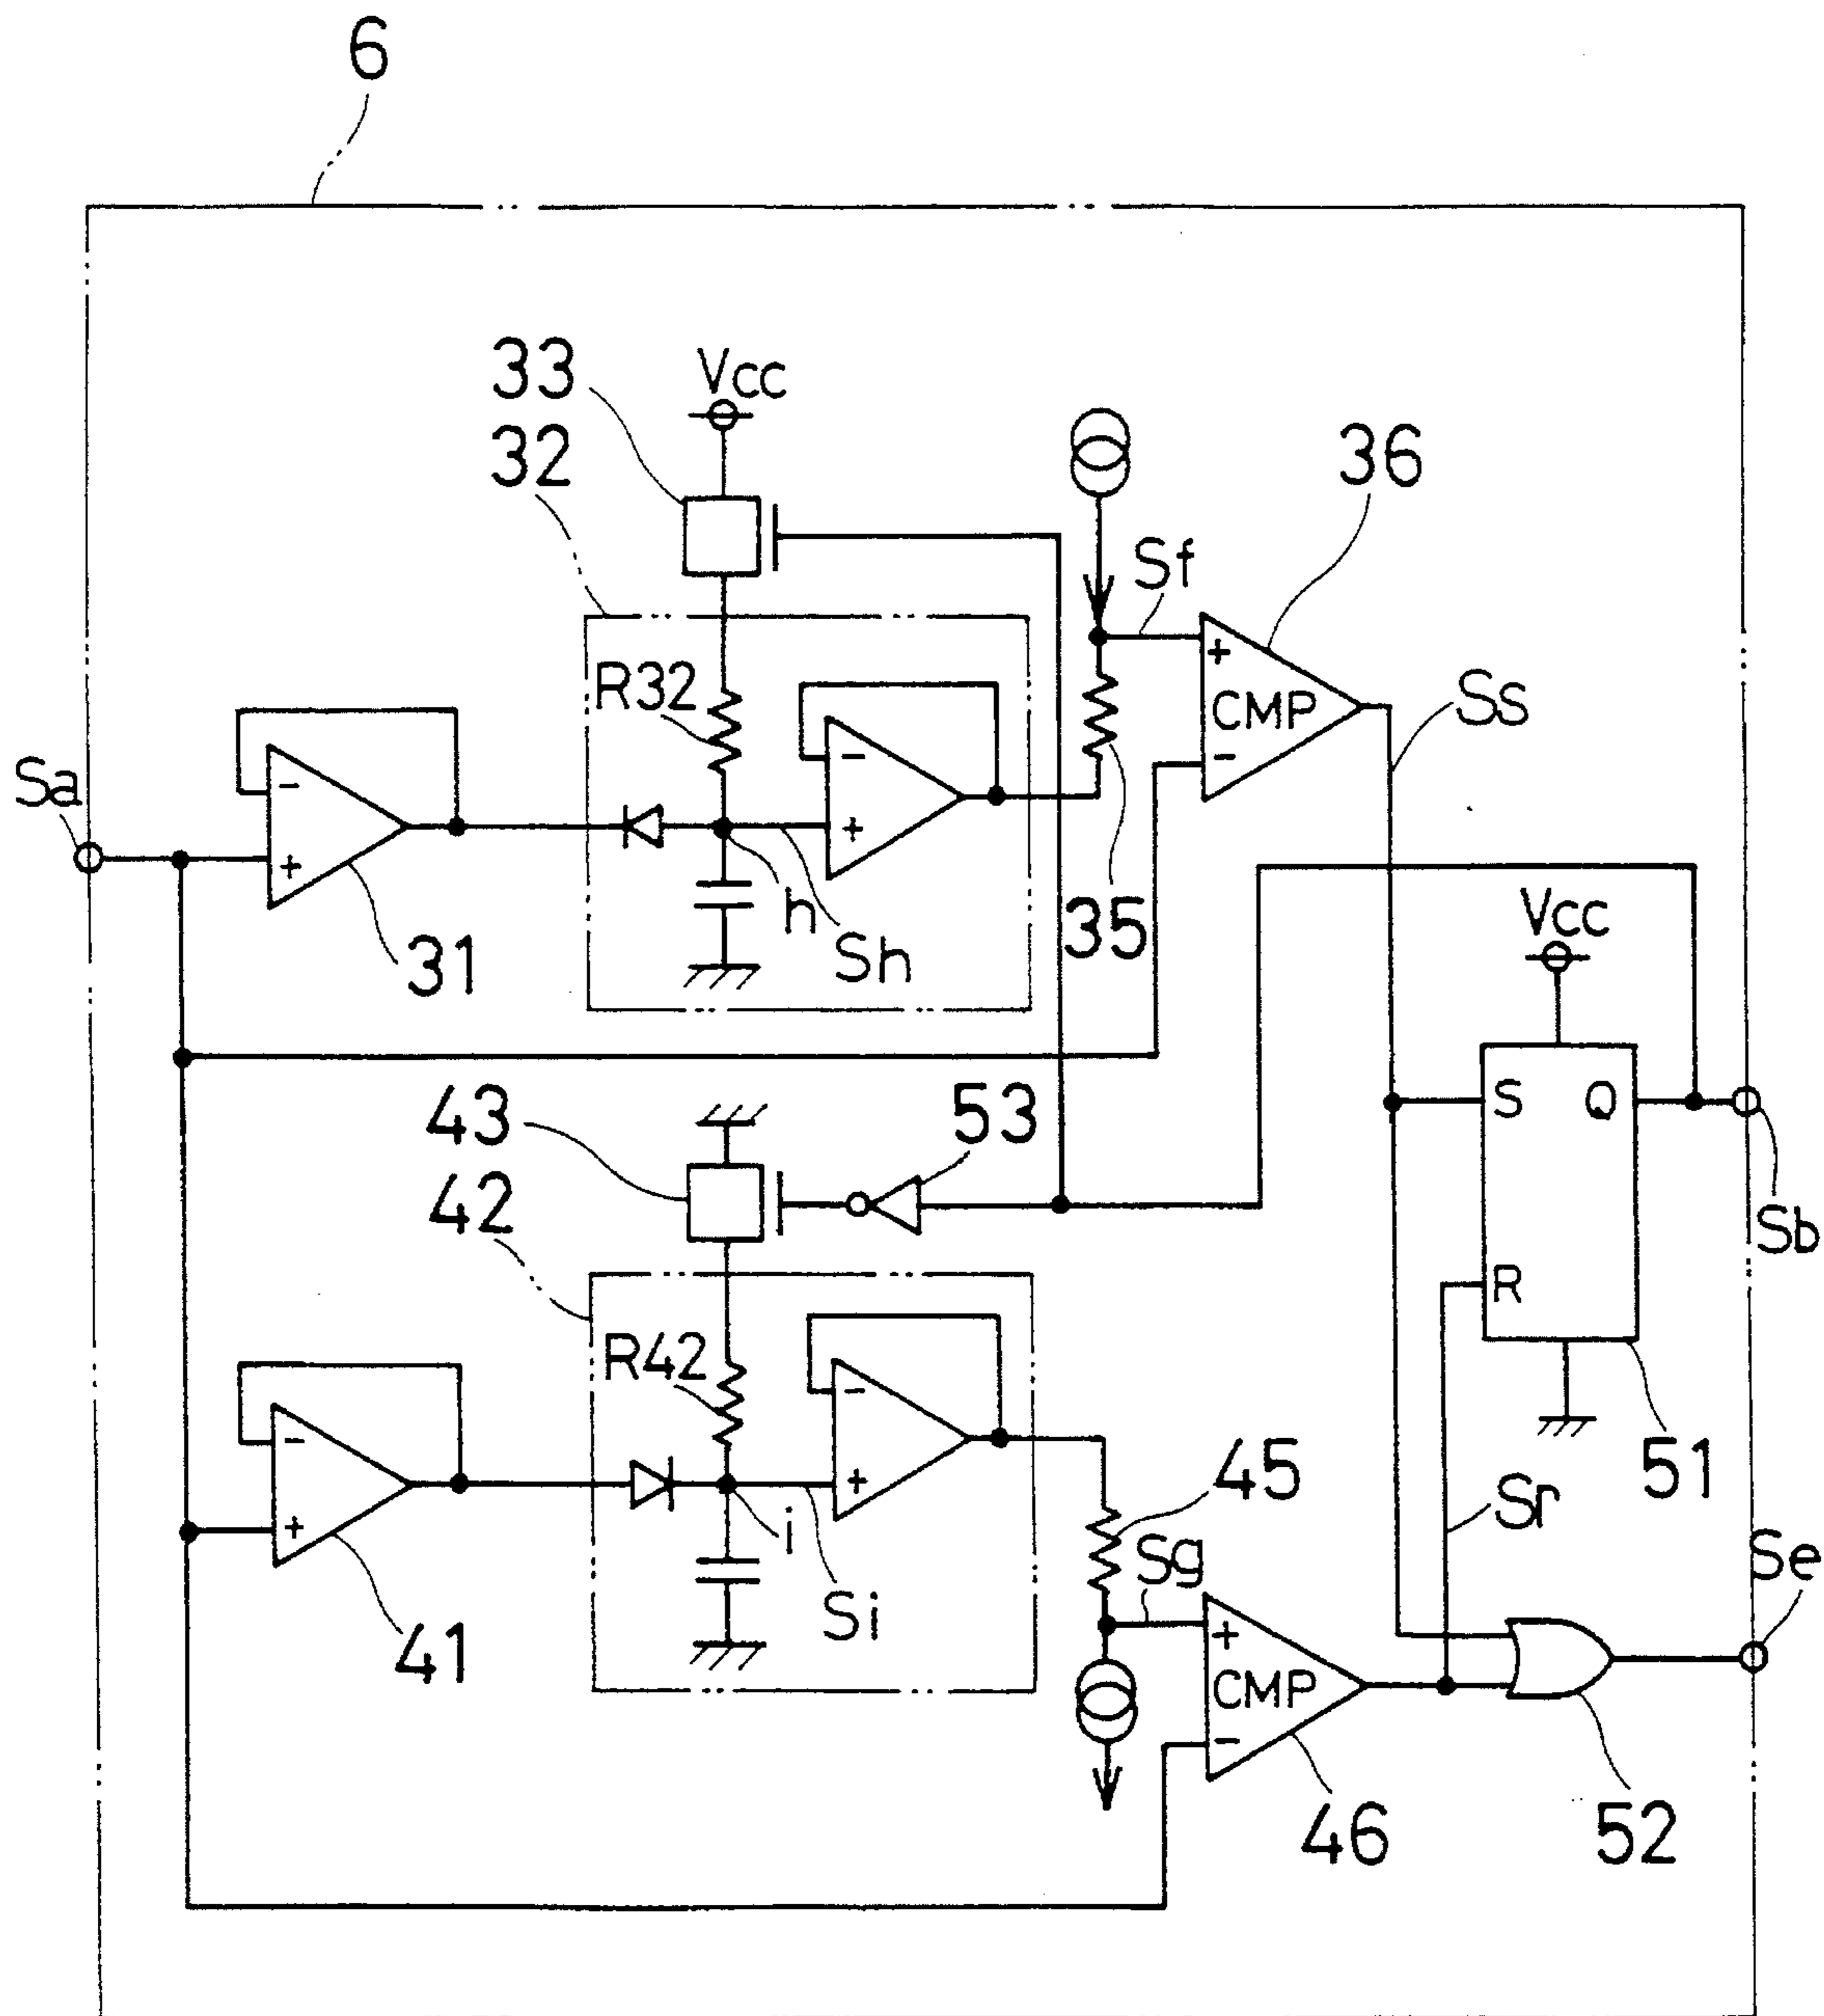 6
33
Vcc
32
36
Sf
R32
+
CMP
-
Ss
Sa
-
+
-
+
31
h
Sh
35
Vcc
S
Q
43
53
42
Sb
R
R42
-
+
-
+
i
Si
41
45
Sg
Sr
51
+
CMP
-
Se
46
52